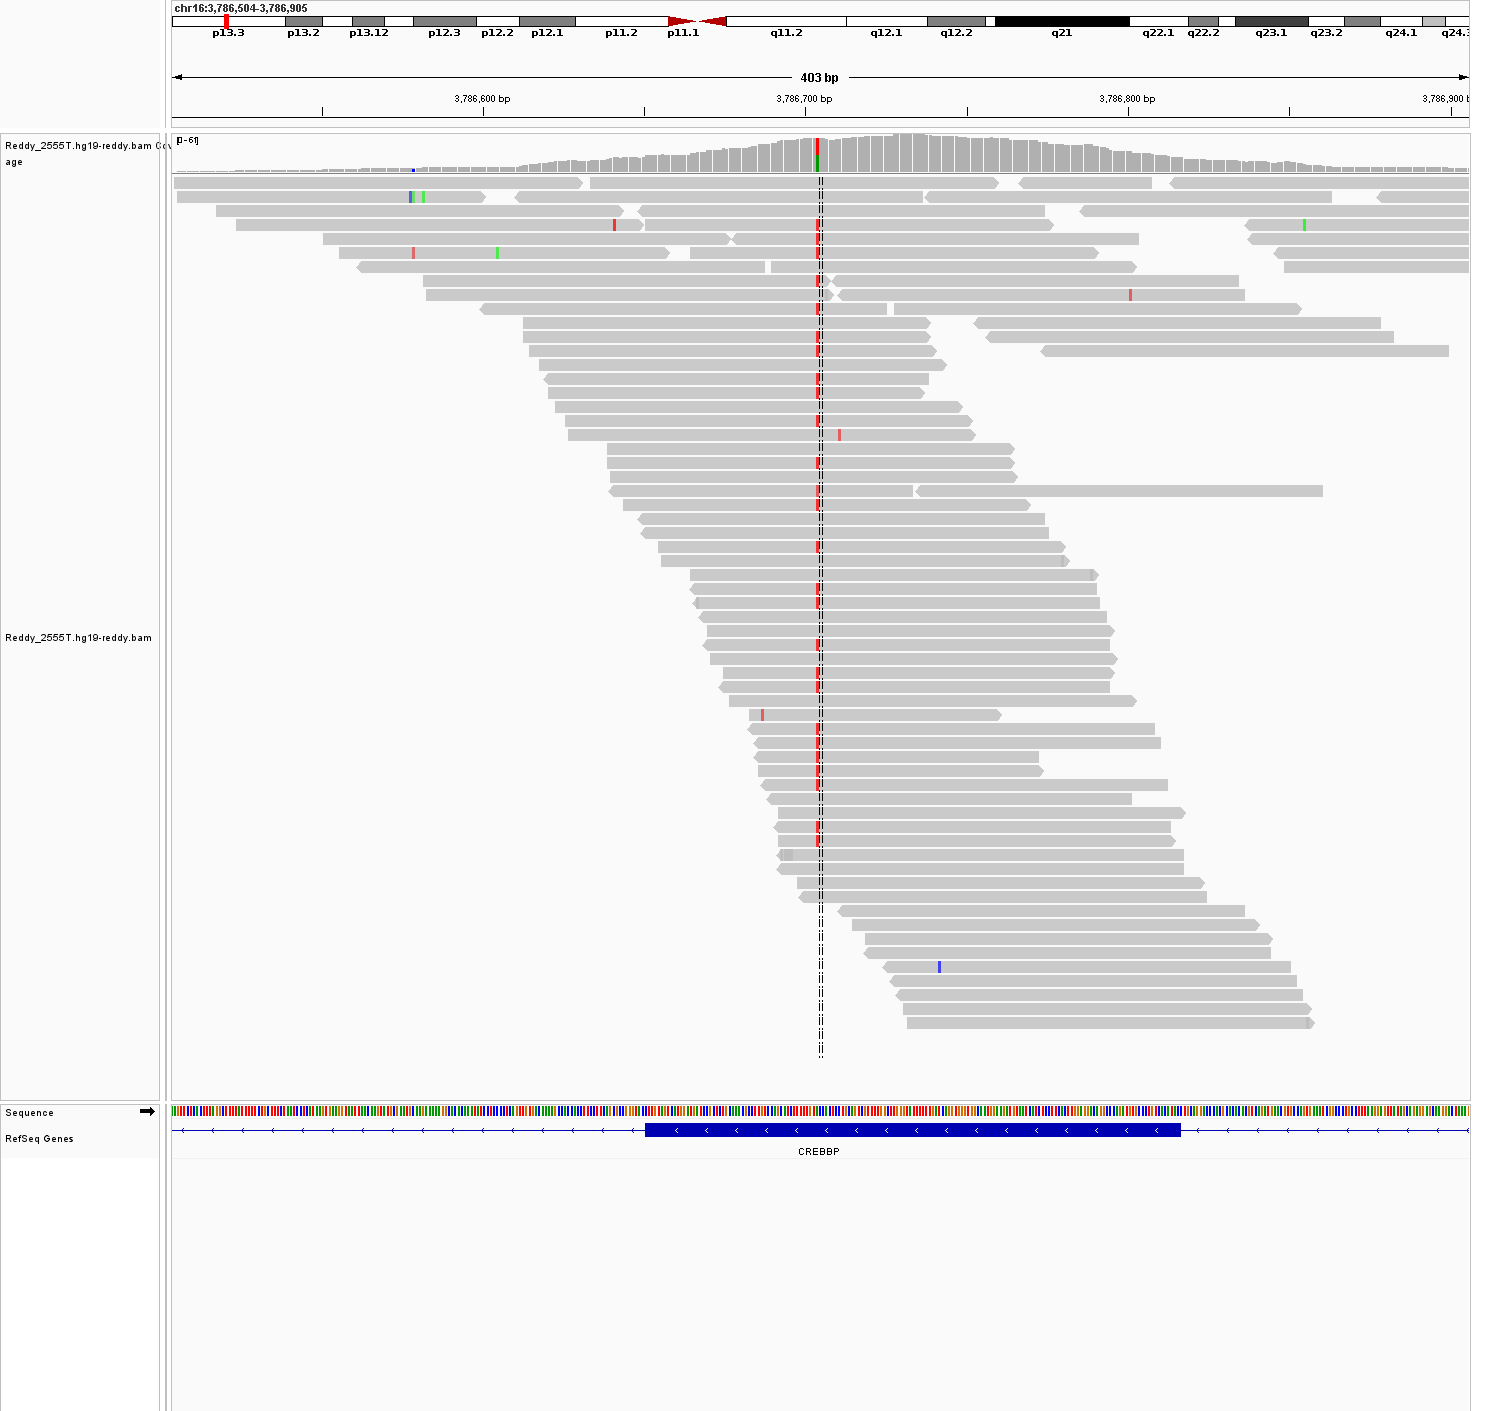 chr16:3,786,504-3,786,905
p13.3 p13.2 p13.12 p12.3 p12.2 p12.1 p11.2 p11.1 q11.2 q12.1 q12.2 q21 q22.1 q22.2 q23.1 q23.2 q24.1 q24.3
403 bp
3,786,600 bp 3,786,700 bp 3,786,800 bp 3,786,900 b
Reddy_2555T.hg19-reddy.bam Cov [0-61]
age
Reddy_2555T.hg19-reddy.bam
Sequence
RefSeq Genes
CREBBP